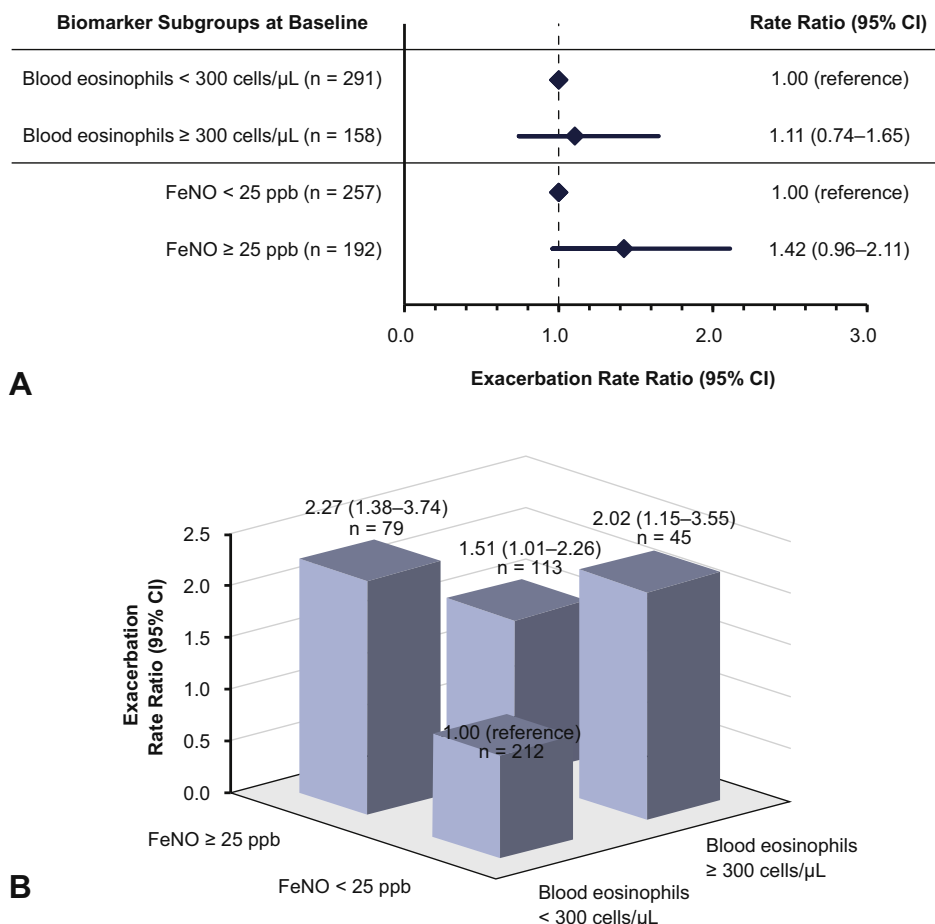 Biomarker Subgroups at Baseline Rate Ratio (95% CI)
Blood eosinophils < 300 cells/µL (n = 291) 1.00 (reference)
Blood eosinophils ≥ 300 cells/µL (n = 158) 1.11 (0.74–1.65)
FeNO < 25 ppb (n = 257) 1.00 (reference)
FeNO ≥ 25 ppb (n = 192) 1.42 (0.96–2.11)
0.0 1.0 2.0 3.0
Exacerbation Rate Ratio (95% CI)
A
2.27 (1.38–3.74)
n = 79
1.51 (1.01–2.26)
n = 113
2.02 (1.15–3.55)
n = 45
1.00 (reference)
n = 212
2.5
2.0
1.5
1.0
0.5
0.0
Exacerbation
Rate Ratio (95% CI)
FeNO ≥ 25 ppb
FeNO < 25 ppb
Blood eosinophils
< 300 cells/µL
Blood eosinophils
≥ 300 cells/µL
B